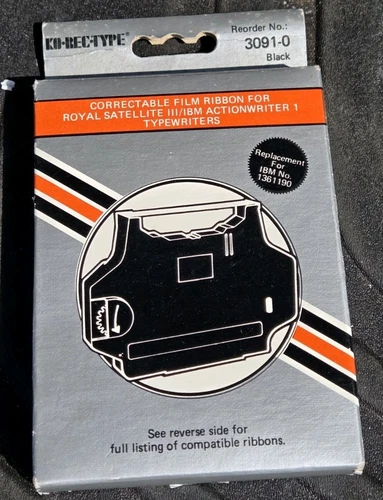 KO-REC-TYPE®
Reorder No.:
3091-0
Black
CORRECTABLE FILM RIBBON FOR
ROYAL SATELLITE III/IBM ACTIONWRITER 1
TYPEWRITERS
Replacement
For
IBM No.
1361190
See reverse side for
full listing of compatible ribbons.